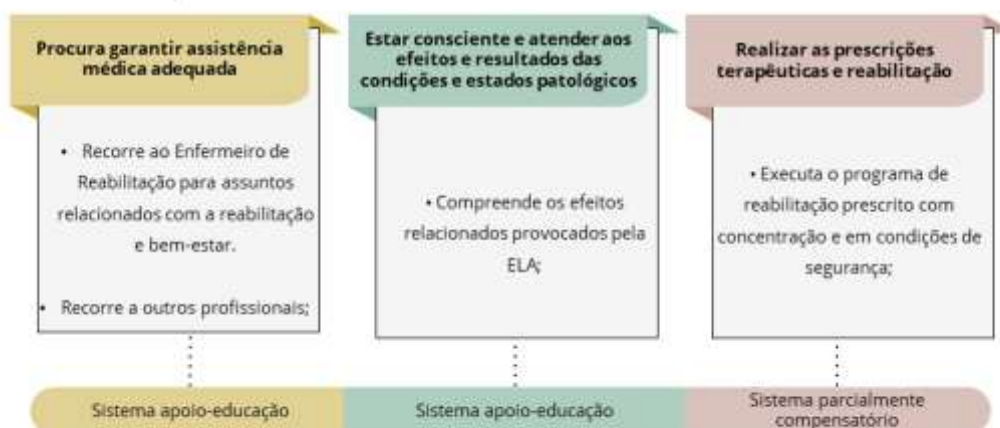 Procura garantir assistência
médica adequada
• Recorre ao Enfermeiro de
Reabilitação para assuntos
relacionados com a reabilitação
e bem-estar.
• Recorre a outros profissionais;
Sistema apoio-educação
Estar consciente e atender aos
efeitos e resultados das
condições e estados patológicos
• Compreende os efeitos
relacionados provocados pela
ELA;
Sistema apoio-educação
Realizar as prescrições
terapêuticas e reabilitação
• Executa o programa de
reabilitação prescrito com
concentração e em condições de
segurança;
Sistema parcialmente
compensatório